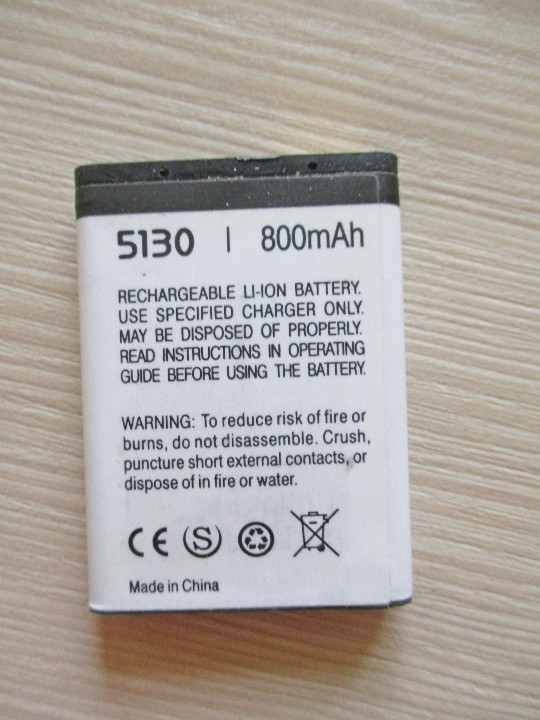 5130 | 800mAh
RECHARGEABLE LI-ION BATTERY.
USE SPECIFIED CHARGER ONLY.
MAY BE DISPOSED OF PROPERLY.
READ INSTRUCTIONS IN OPERATING
GUIDE BEFORE USING THE BATTERY.
WARNING: To reduce risk of fire or
burns, do not disassemble. Crush,
puncture short external contacts, or
dispose of in fire or water.
CE S
Made in China